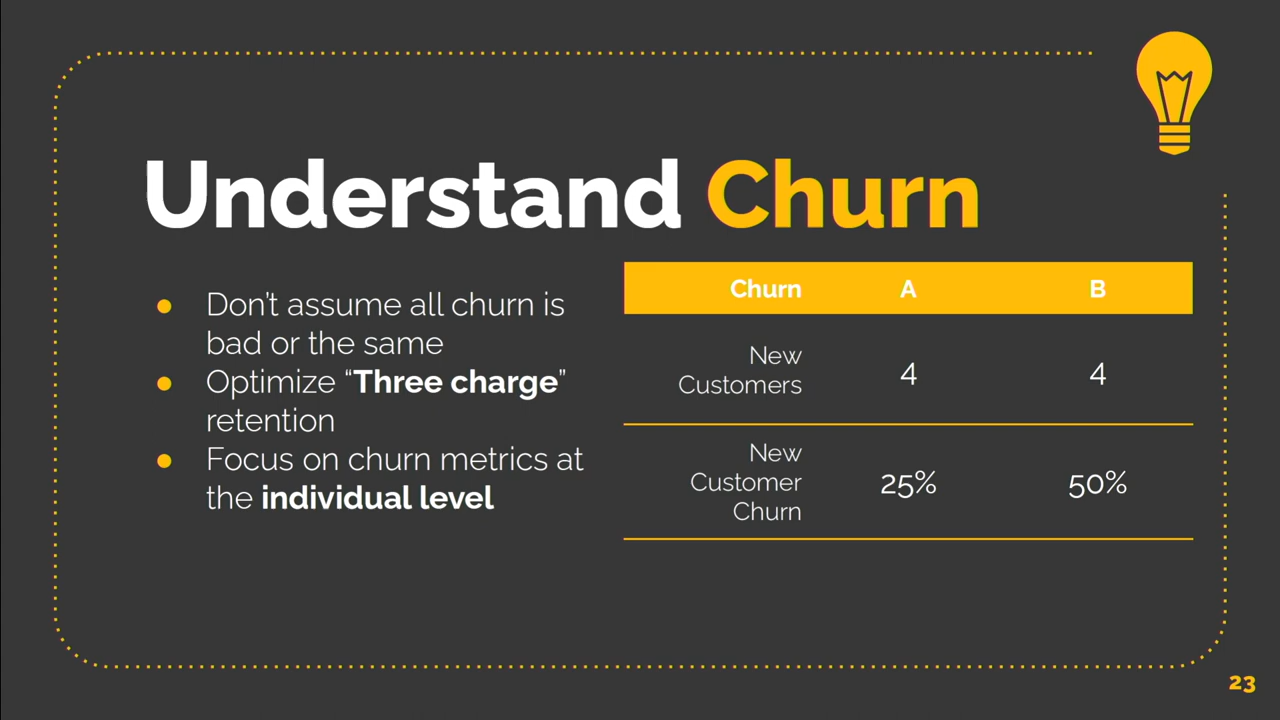 Understand Churn
Don't assume all churn is
bad or the same
Optimize “Three charge”
retention
Focus on churn metrics at
the individual level
Churn A B
New
Customers 4 4
New
Customer 25% 50%
Churn
23